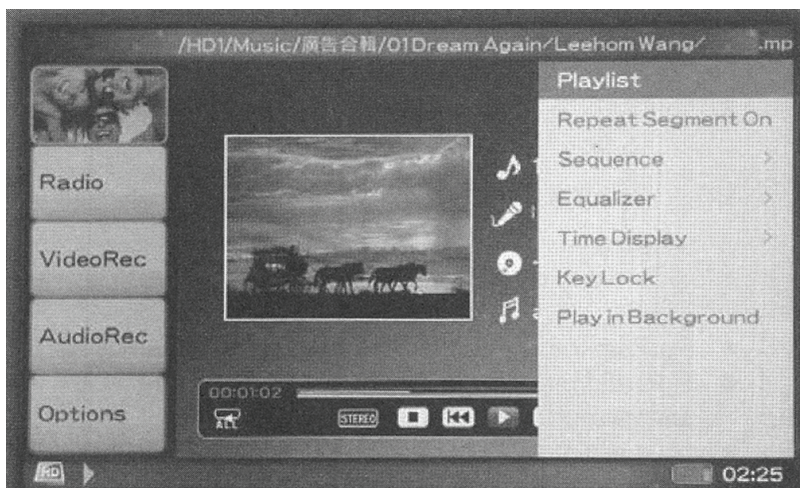 /HD1/Music/廣告合輯/01Dream Again/Leehom Wang/ .mp
Radio
VideoRec
AudioRec
Options
Playlist
Repeat Segment On
Sequence >
Equalizer >
Time Display >
Key Lock
Play in Background
00:01:02
ALL
STEREO
HD
02:25